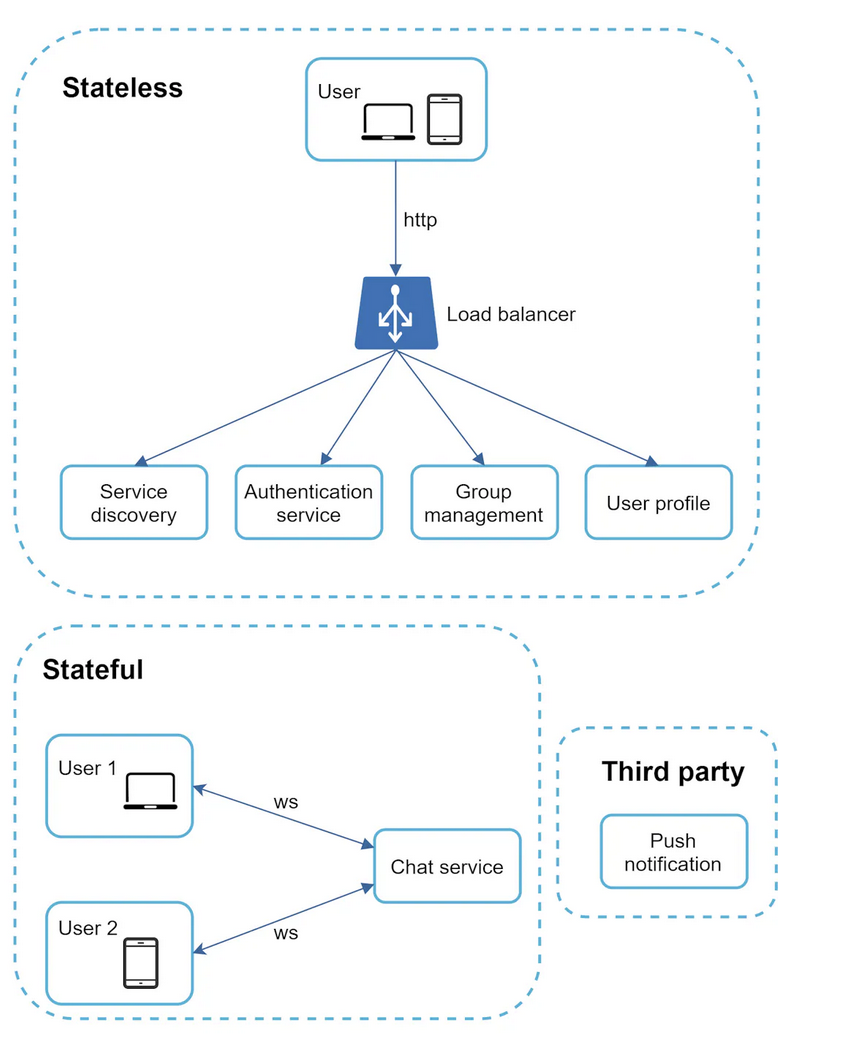 Stateless
User
http
Load balancer
Service
discovery
Authentication
service
Group
management
User profile
Stateful
User 1
ws
Chat service
User 2
ws
Third party
Push
notification